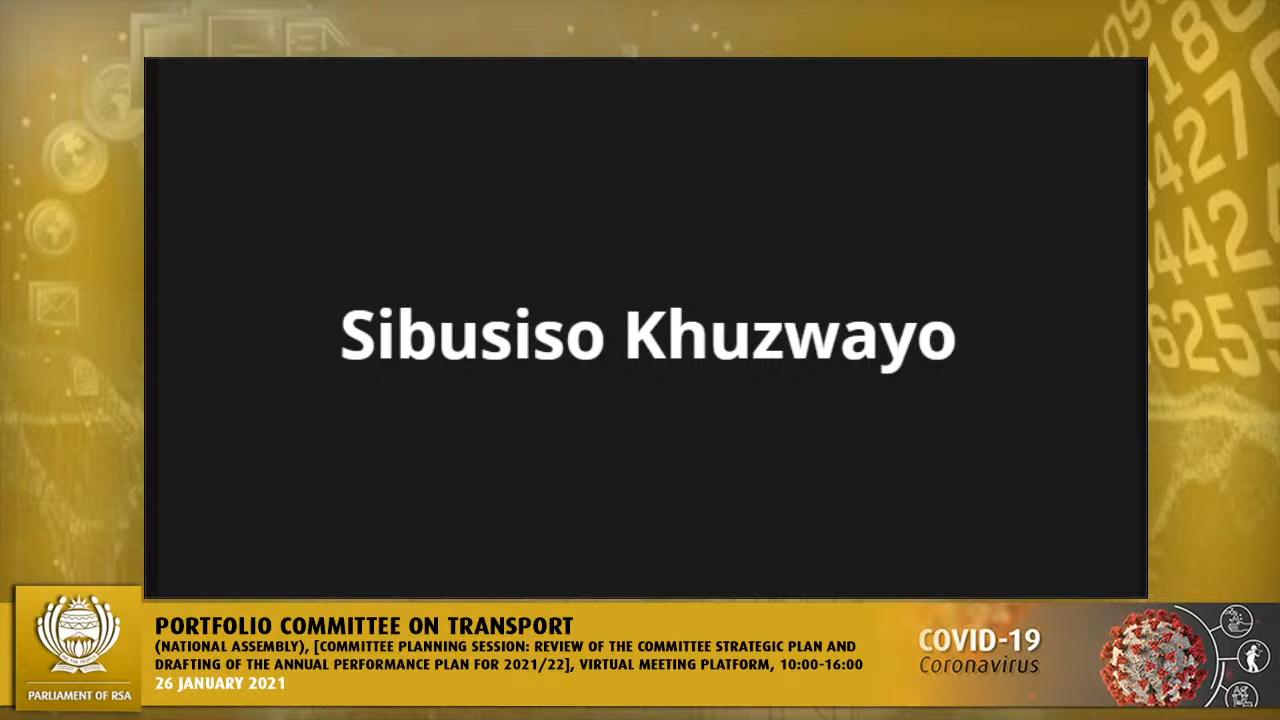 Sibusiso Khuzwayo
PORTFOLIO COMMITTEE ON TRANSPORT
(NATIONAL ASSEMBLY), [COMMITTEE PLANNING SESSION: REVIEW OF THE COMMITTEE STRATEGIC PLAN AND
DRAFTING OF THE ANNUAL PERFORMANCE PLAN FOR 2021/22], VIRTUAL MEETING PLATFORM, 10:00-16:00
26 JANUARY 2021
PARLIAMENT OF RSA
COVID-19
Coronavirus